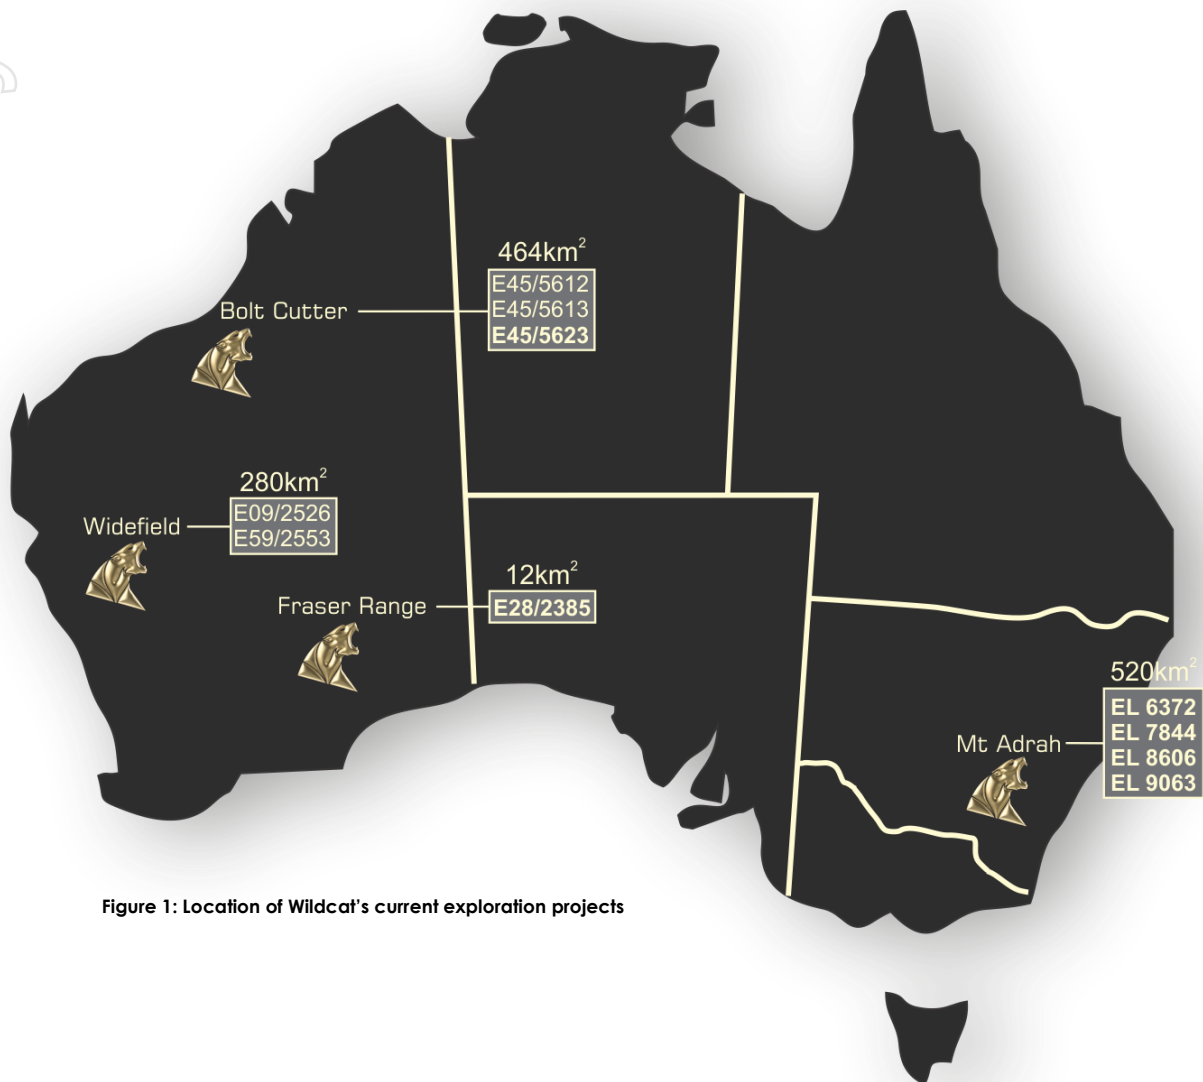 464km²
E45/5612
E45/5613
E45/5623
Bolt Cutter
280km²
E09/2526
E59/2553
Widefield
12km²
E28/2385
Fraser Range
520km²
EL 6372
EL 7844
EL 8606
EL 9063
Mt Adrah
Figure 1: Location of Wildcat’s current exploration projects